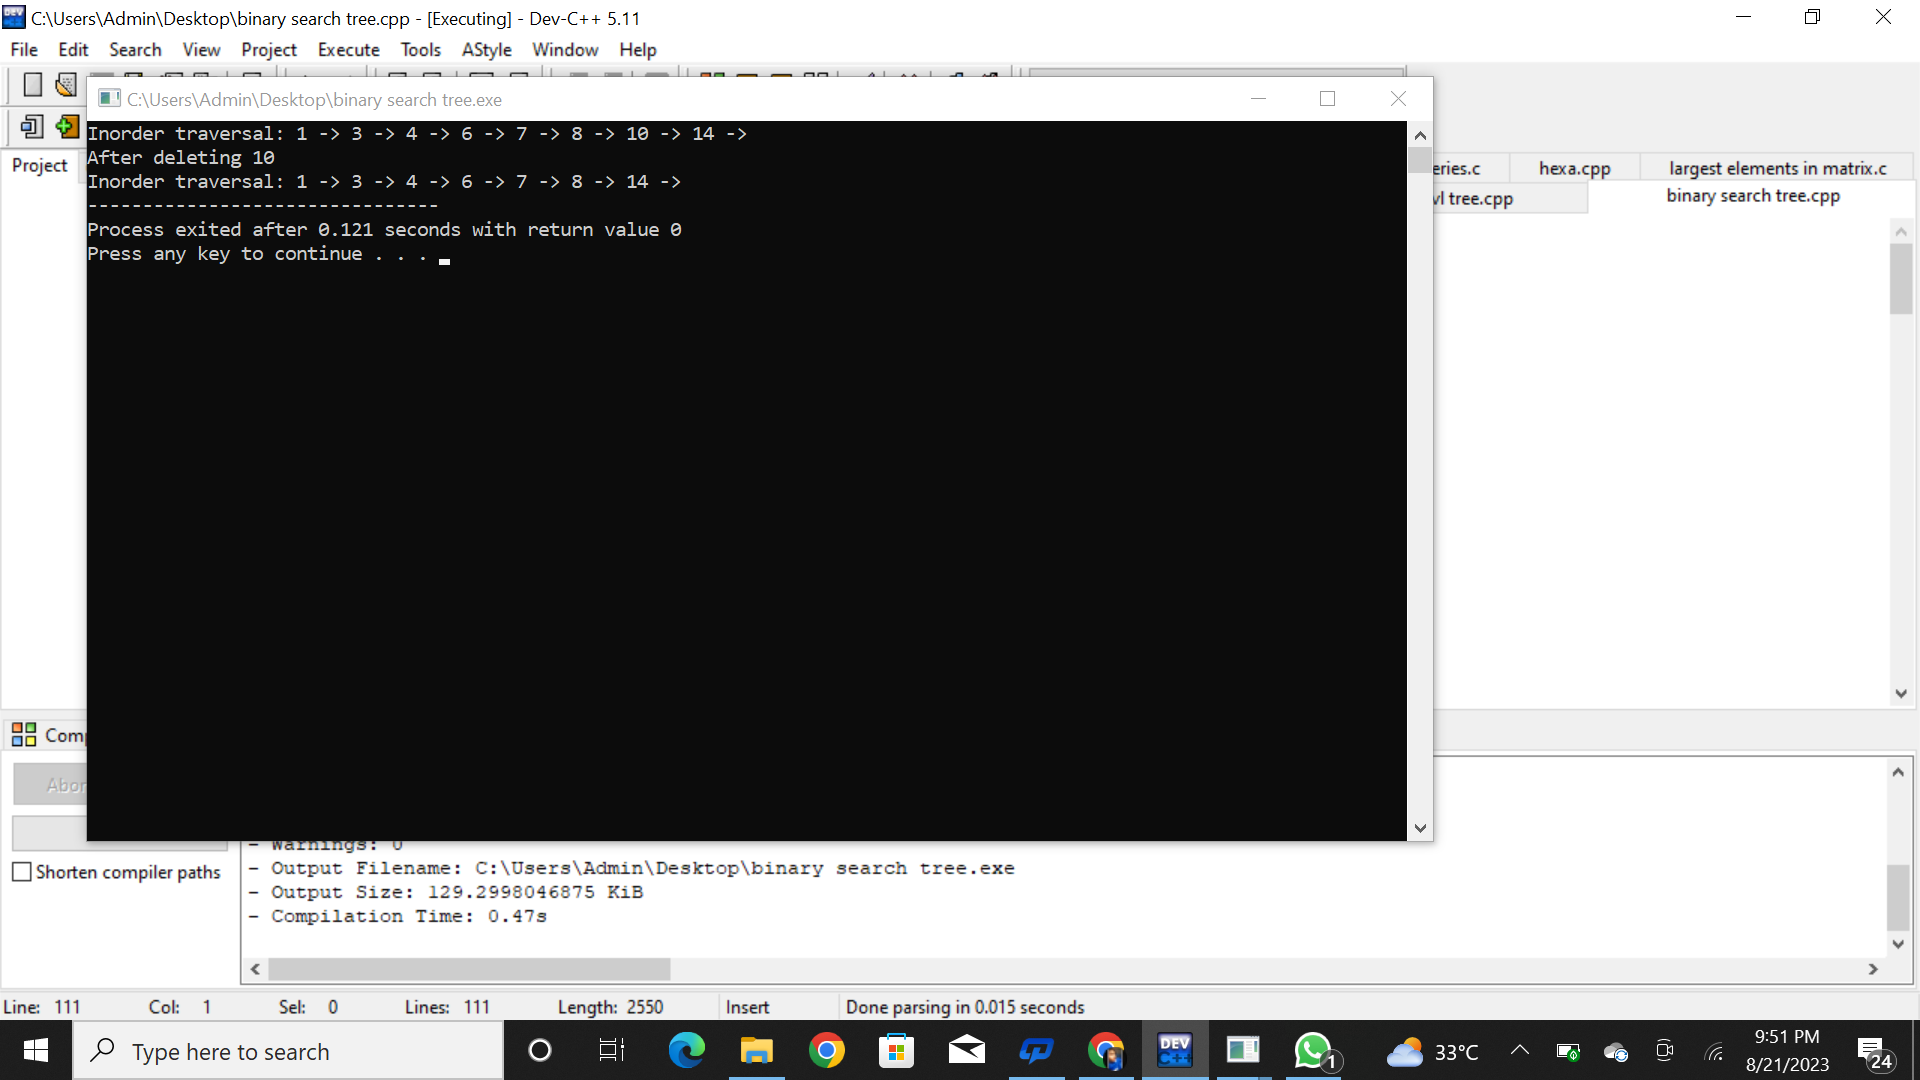 C:\Users\Admin\Desktop\binary search tree.cpp - [Executing] - Dev-C++ 5.11
File Edit Search View Project Execute Tools AStyle Window Help
C:\Users\Admin\Desktop\binary search tree.exe
Inorder traversal: 1 -> 3 -> 4 -> 6 -> 7 -> 8 -> 10 -> 14 ->
After deleting 10
Inorder traversal: 1 -> 3 -> 4 -> 6 -> 7 -> 8 -> 14 ->
--------------------------------
Process exited after 0.121 seconds with return value 0
Press any key to continue . . .
Project
eries.c hexa.cpp largest elements in matrix.c
vl tree.cpp binary search tree.cpp
Comp
Abor
Shorten compiler paths
- Warnings: 0
- Output Filename: C:\Users\Admin\Desktop\binary search tree.exe
- Output Size: 129.2998046875 KiB
- Compilation Time: 0.47s
Line: 111 Col: 1 Sel: 0 Lines: 111 Length: 2550 Insert Done parsing in 0.015 seconds
Type here to search
DEV C++
1
33°C
9:51 PM
8/21/2023
24